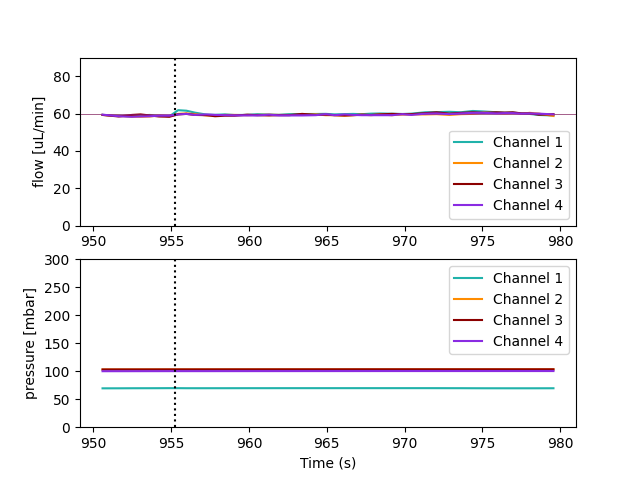 flow [uL/min]
80
60
40
20
0
Channel 1
Channel 2
Channel 3
Channel 4
950 955 960 965 970 975 980
pressure [mbar]
300
250
200
150
100
50
0
Channel 1
Channel 2
Channel 3
Channel 4
950 955 960 965 970 975 980
Time (s)